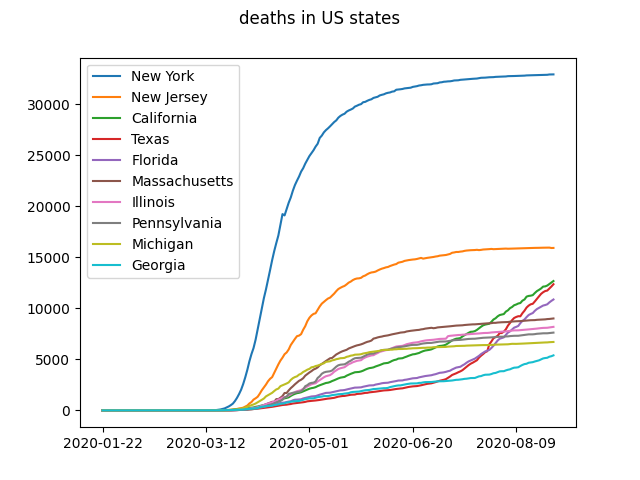 deaths in US states
New York
New Jersey
California
Texas
Florida
Massachusetts
Illinois
Pennsylvania
Michigan
Georgia
30000
25000
20000
15000
10000
5000
0
2020-01-22 2020-03-12 2020-05-01 2020-06-20 2020-08-09